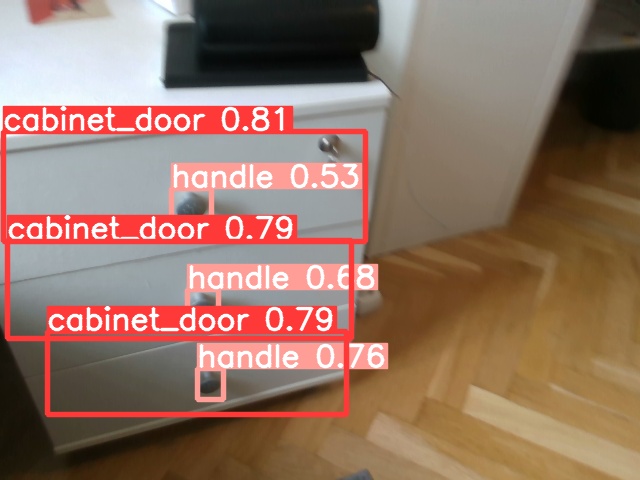 cabinet_door 0.81
handle 0.53
cabinet_door 0.79
handle 0.68
cabinet_door 0.79
handle 0.76